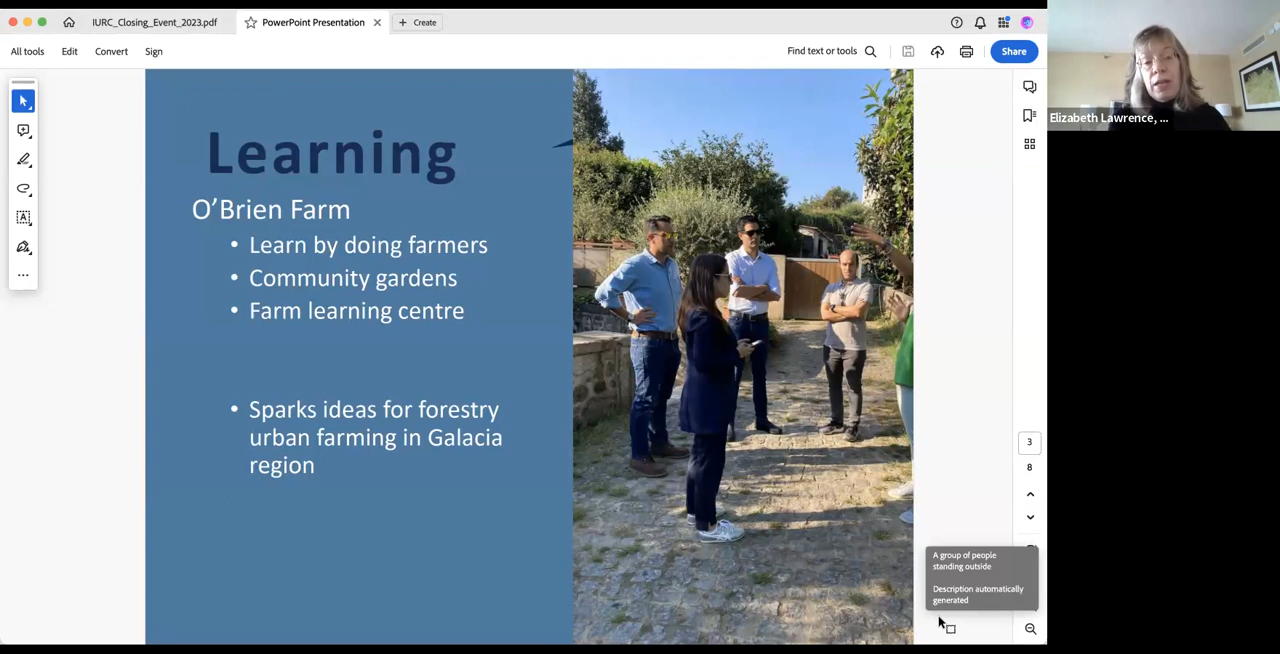 IURC_Closing_Event_2023.pdf
PowerPoint Presentation
Create
All tools
Edit
Convert
Sign
Find text or tools
Share
Elizabeth Lawrence, ...
Learning
O’Brien Farm
• Learn by doing farmers
• Community gardens
• Farm learning centre
• Sparks ideas for forestry
urban farming in Galacia
region
3
8
A group of people
standing outside
Description automatically
generated